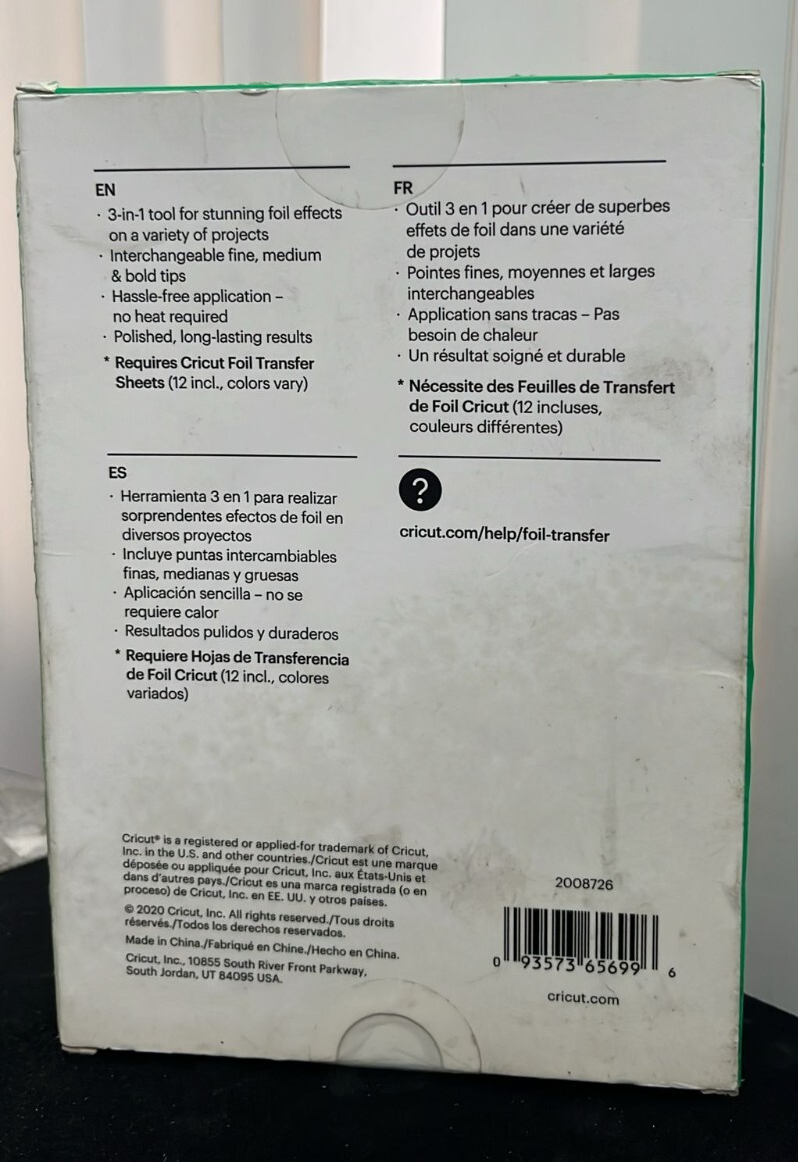 EN
· 3-in-1 tool for stunning foil effects
on a variety of projects
· Interchangeable fine, medium
& bold tips
· Hassle-free application –
no heat required
· Polished, long-lasting results
* Requires Cricut Foil Transfer
Sheets (12 incl., colors vary)
FR
· Outil 3 en 1 pour créer de superbes
effets de foil dans une variété
de projets
· Pointes fines, moyennes et larges
interchangeables
· Application sans tracas – Pas
besoin de chaleur
· Un résultat soigné et durable
* Nécessite des Feuilles de Transfert
de Foil Cricut (12 incluses,
couleurs différentes)
ES
· Herramienta 3 en 1 para realizar
sorprendentes efectos de foil en
diversos proyectos
· Incluye puntas intercambiables
finas, medianas y gruesas
· Aplicación sencilla – no se
requiere calor
· Resultados pulidos y duraderos
* Requiere Hojas de Transferencia
de Foil Cricut (12 incl., colores
variados)
?
cricut.com/help/foil-transfer
Cricut® is a registered or applied-for trademark of Cricut,
Inc. in the U.S. and other countries./Cricut est une marque
déposée ou appliquée pour Cricut, Inc. aux États-Unis et
dans d'autres pays./Cricut es una marca registrada (o en
proceso) de Cricut, Inc. en EE. UU. y otros países.
© 2020 Cricut, Inc. All rights reserved./Tous droits
réservés./Todos los derechos reservados.
Made in China./Fabriqué en Chine./Hecho en China.
Cricut, Inc., 10855 South River Front Parkway,
South Jordan, UT 84095 USA.
2008726
0 93573 65699 6
cricut.com